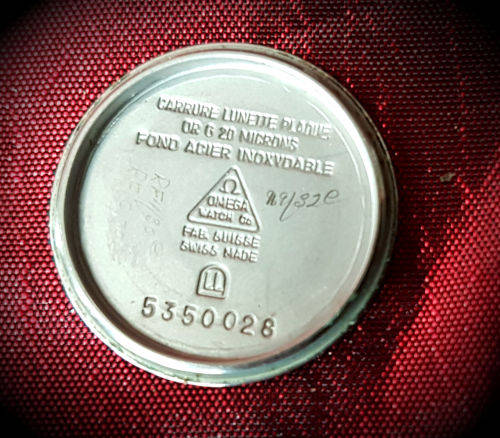 CARRURE LUNETTE PLAQUE
OR G 20 MICRONS
FOND ACIER INOXYDABLE
Ω
OMEGA
WATCH Co
FAB. SUISSE
SWISS MADE
5350028